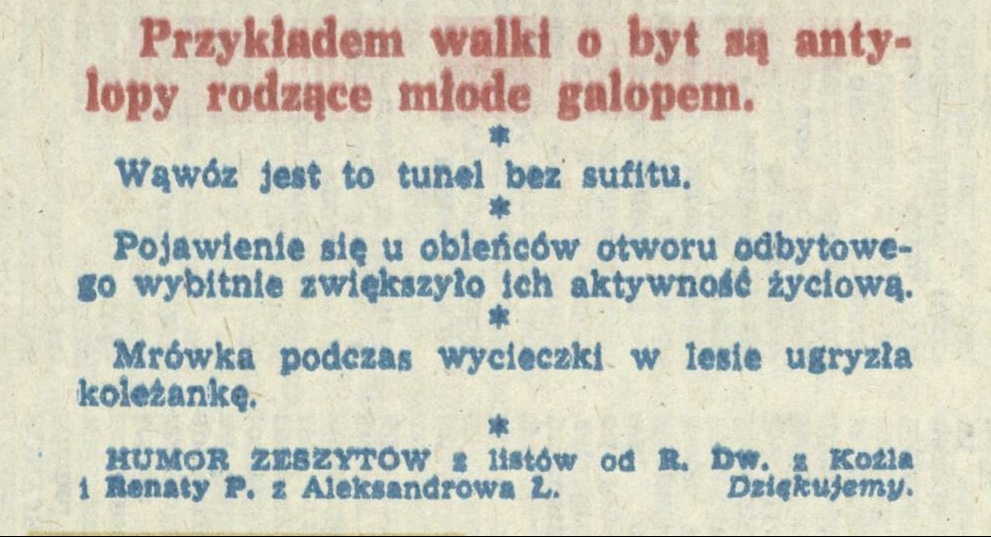 Przykładem walki o byt są anty-
lopy rodzące młode galopem.
*
Wąwóz jest to tunel bez sufitu.
*
Pojawienie się u obleńców otworu odbytowe-
go wybitnie zwiększyło ich aktywność życiową.
*
Mrówka podczas wycieczki w lesie ugryzła
koleżankę.
*
HUMOR ZESZYTÓW z listów od R. Dw. z Koźla
i Renaty P. z Aleksandrowa Ł. Dziękujemy.